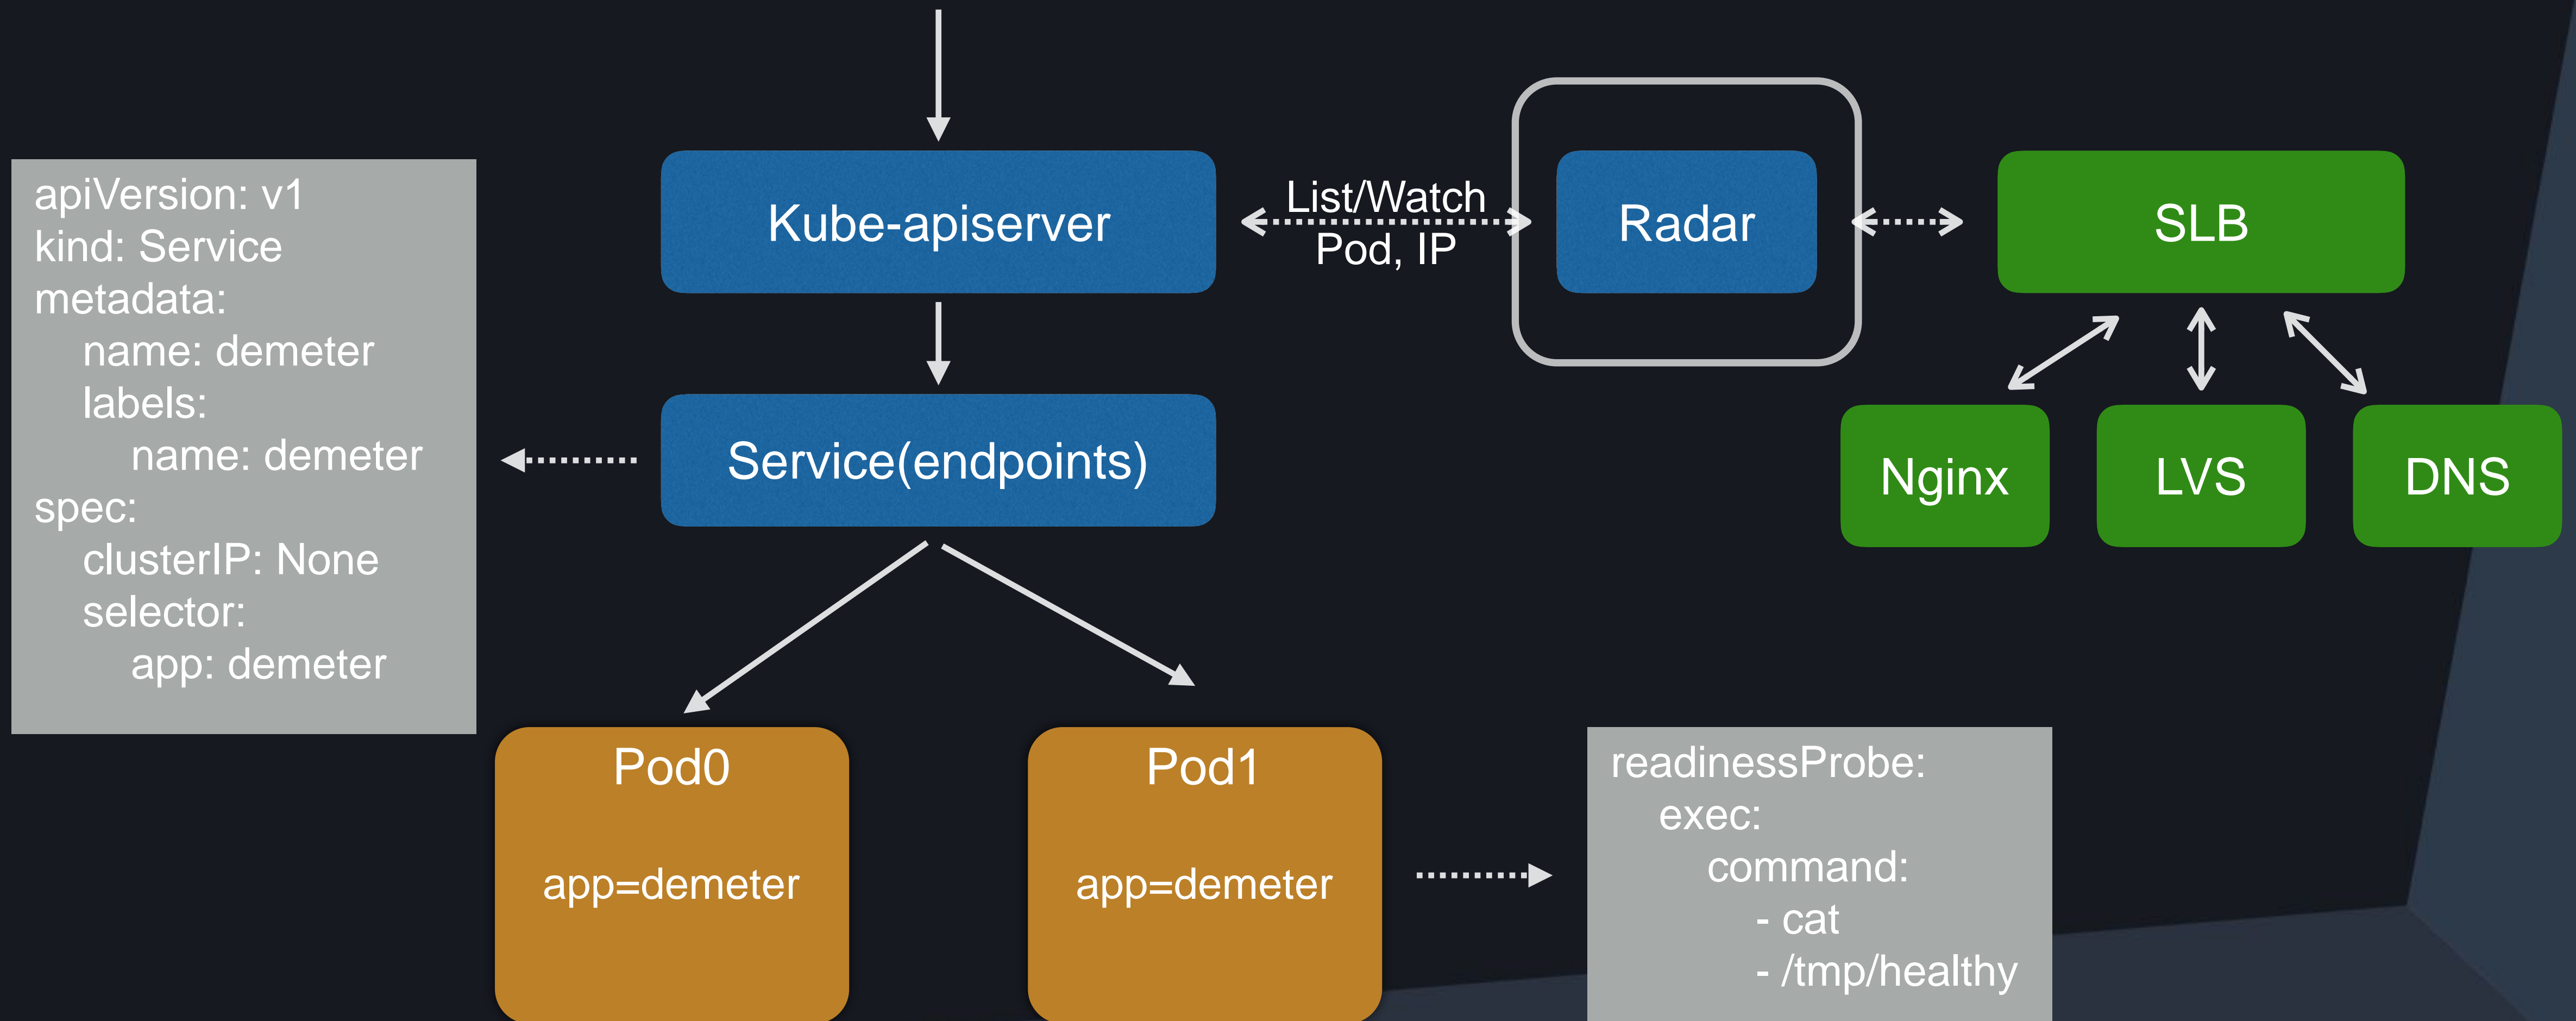 apiVersion: v1
kind: Service
metadata:
name: demeter
labels:
name: demeter
spec:
clusterIP: None
selector:
app: demeter
Kube-apiserver
List/Watch
Pod, IP
Radar
SLB
Service(endpoints)
Nginx
LVS
DNS
Pod0
app=demeter
Pod1
app=demeter
readinessProbe:
exec:
command:
- cat
- /tmp/healthy